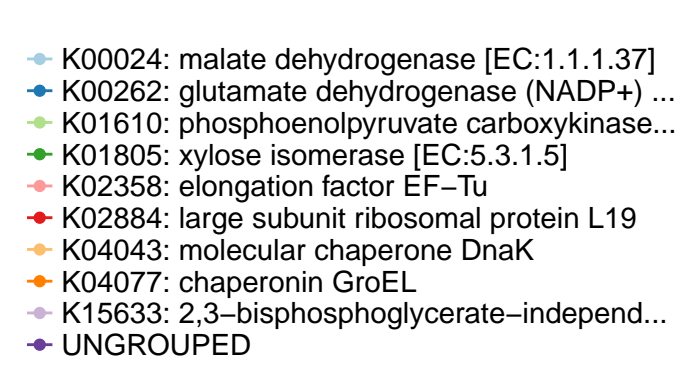 K00024: malate dehydrogenase [EC:1.1.1.37]
K00262: glutamate dehydrogenase (NADP+) ...
K01610: phosphoenolpyruvate carboxykinase...
K01805: xylose isomerase [EC:5.3.1.5]
K02358: elongation factor EF−Tu
K02884: large subunit ribosomal protein L19
K04043: molecular chaperone DnaK
K04077: chaperonin GroEL
K15633: 2,3−bisphosphoglycerate−independ...
UNGROUPED